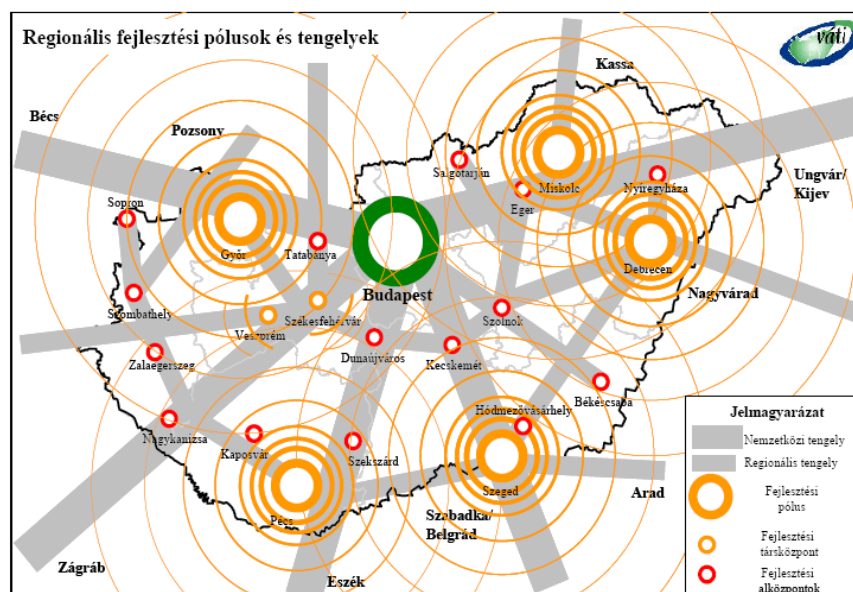 Regionális fejlesztési pólusok és tengelyek
váti
Kassa
Bécs
Pozsony
Ungvár/
Kijev
Salgótarján
Miskolc
Nyíregyháza
Eger
Sopron
Győr
Tatabánya
Debrecen
Budapest
Nagyvárad
Szombathely
Székesfehérvár
Veszprém
Szolnok
Dunaújváros
Kecskemét
Zalaegerszeg
Békéscsaba
Hódmezővásárhely
Nagykanizsa
Kaposvár
Szekszárd
Pécs
Szeged
Arad
Szabadka/
Belgrád
Zágráb
Eszék
Jelmagyarázat
Nemzetközi tengely
Regionális tengely
Fejlesztési
pólus
Fejlesztési
társközpont
Fejlesztési
alközpontok